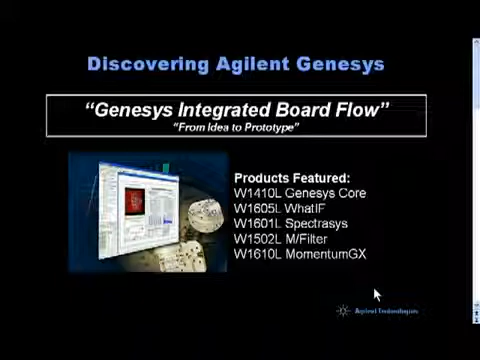 Discovering Agilent Genesys
“Genesys Integrated Board Flow”
“From Idea to Prototype”
Products Featured:
W1410L Genesys Core
W1605L WhatIF
W1601L Spectrasys
W1502L M/Filter
W1610L MomentumGX
Agilent Technologies